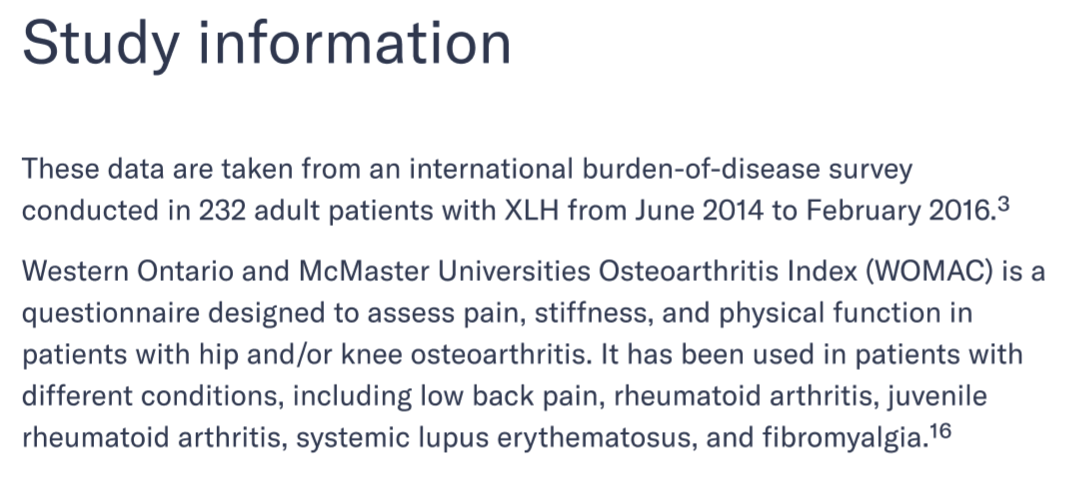 Study information
These data are taken from an international burden-of-disease survey
conducted in 232 adult patients with XLH from June 2014 to February 2016.³
Western Ontario and McMaster Universities Osteoarthritis Index (WOMAC) is a
questionnaire designed to assess pain, stiffness, and physical function in
patients with hip and/or knee osteoarthritis. It has been used in patients with
different conditions, including low back pain, rheumatoid arthritis, juvenile
rheumatoid arthritis, systemic lupus erythematosus, and fibromyalgia.¹⁶